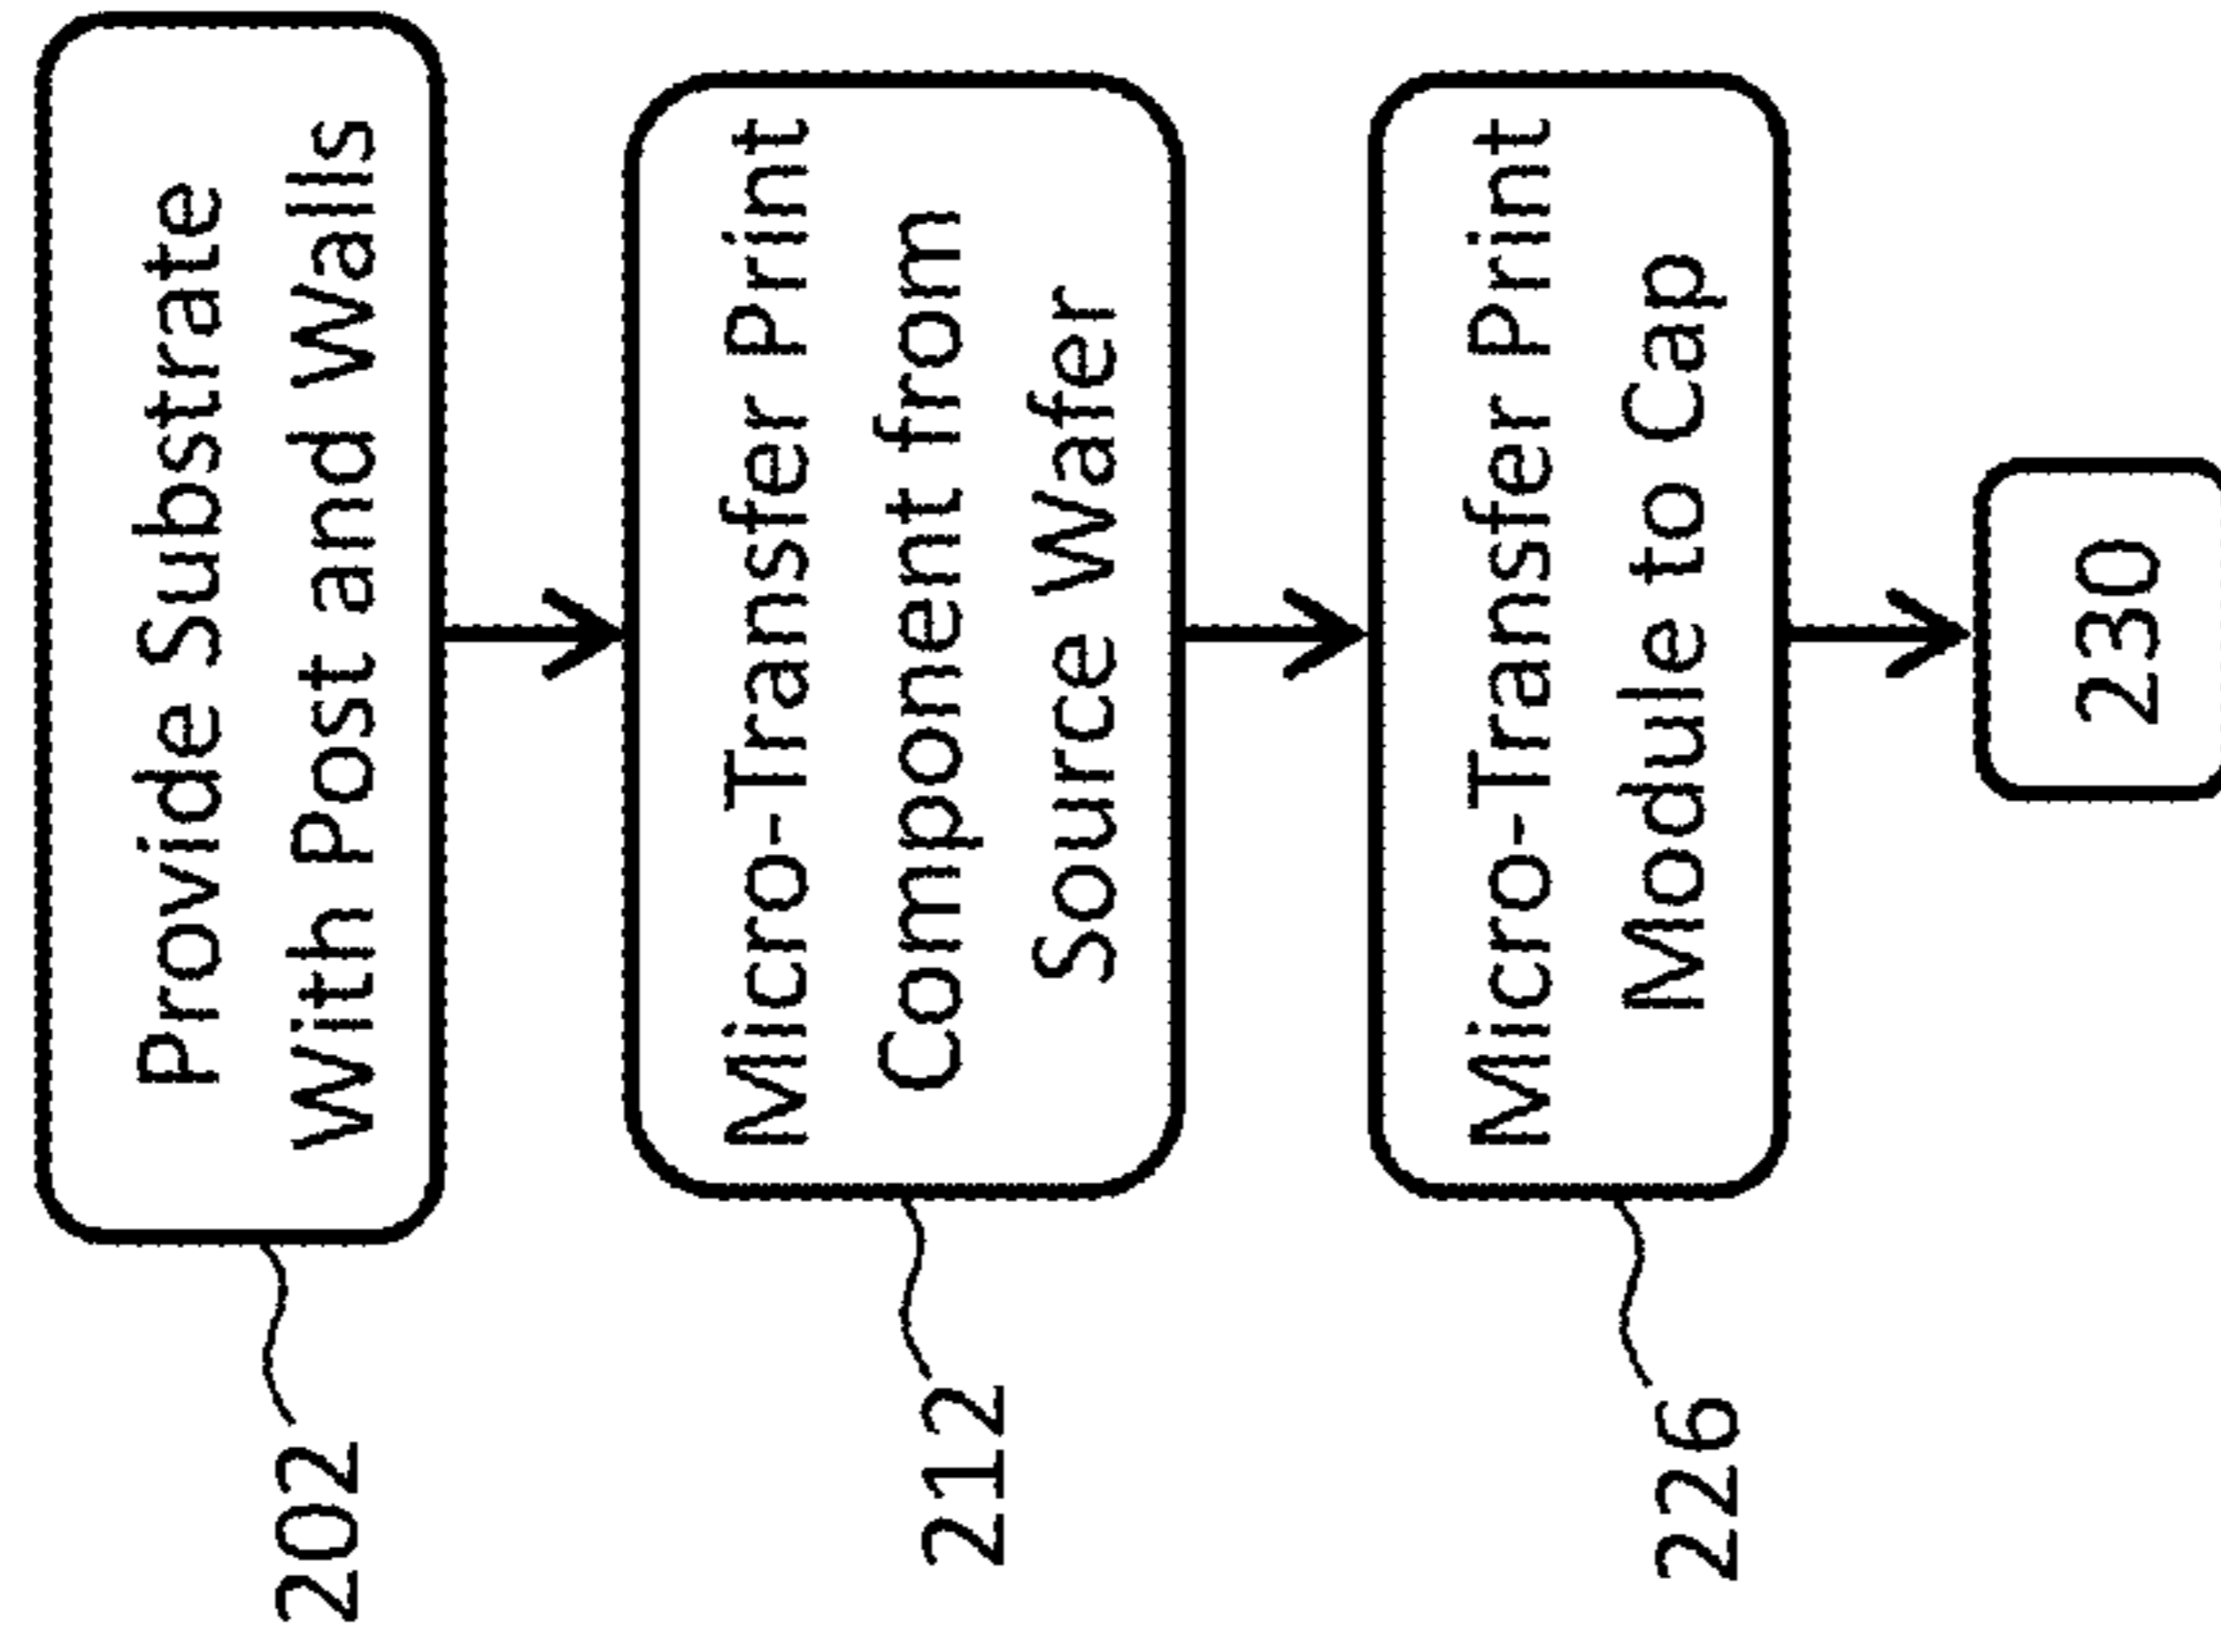 202
Provide Substrate
With Post and Walls
212
Micro-Transfer Print
Component from
Source Wafer
226
Micro-Transfer Print
Module to Cap
230